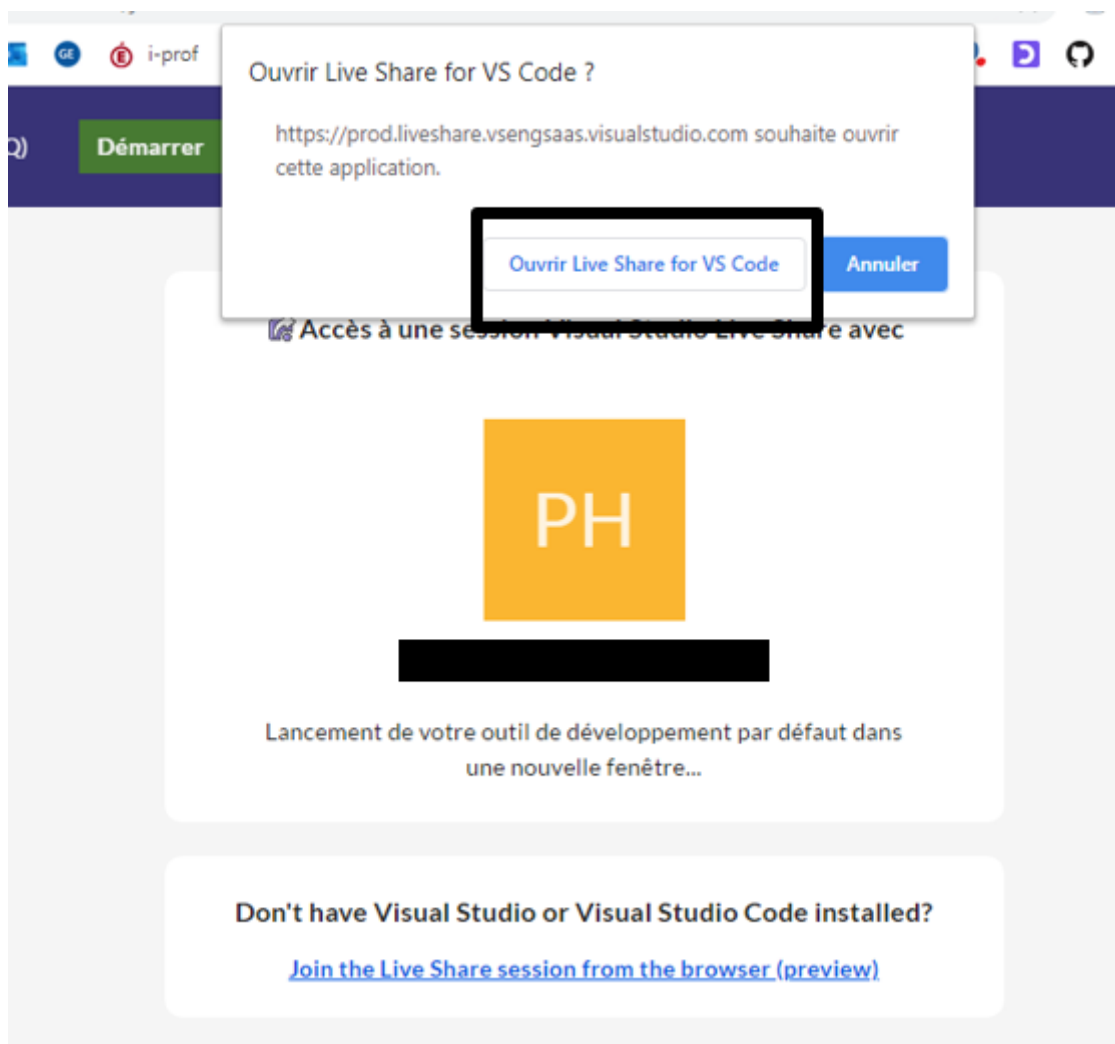 GE
i-prof
Ouvrir Live Share for VS Code ?
https://prod.liveshare.vsengsaas.visualstudio.com souhaite ouvrir
cette application.
Q)
Démarrer
Ouvrir Live Share for VS Code
Annuler
Accès à une session Visual Studio Live Share avec
PH
Lancement de votre outil de développement par défaut dans
une nouvelle fenêtre...
Don't have Visual Studio or Visual Studio Code installed?
Join the Live Share session from the browser (preview)